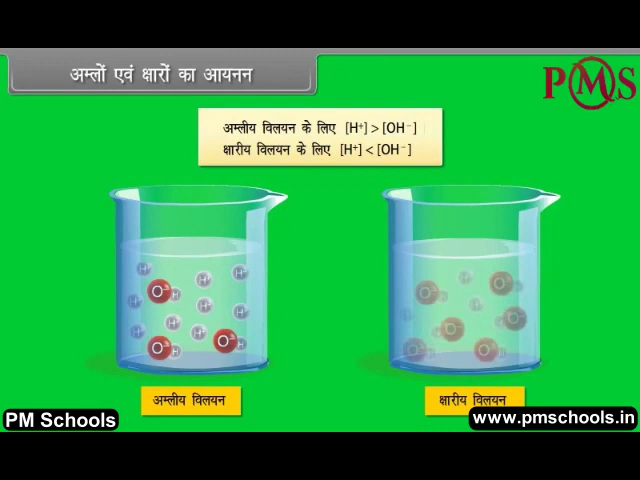 अम्लों एवं क्षारों का आयनन
PMS
अम्लीय विलयन के लिए [H⁺] > [OH⁻]
क्षारीय विलयन के लिए [H⁺] < [OH⁻]
अम्लीय विलयन
क्षारीय विलयन
PM Schools
www.pmschools.in